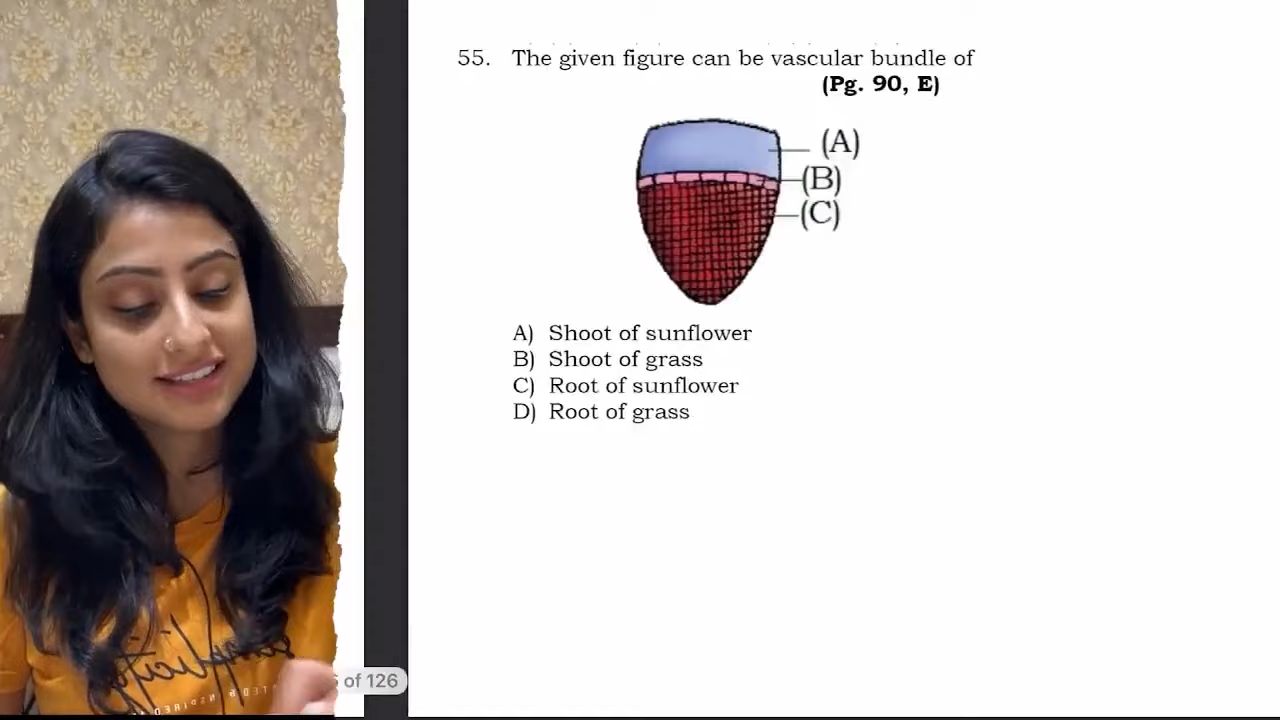 55. The given figure can be vascular bundle of
(Pg. 90, E)
(A)
(B)
(C)
A) Shoot of sunflower
B) Shoot of grass
C) Root of sunflower
D) Root of grass
of 126